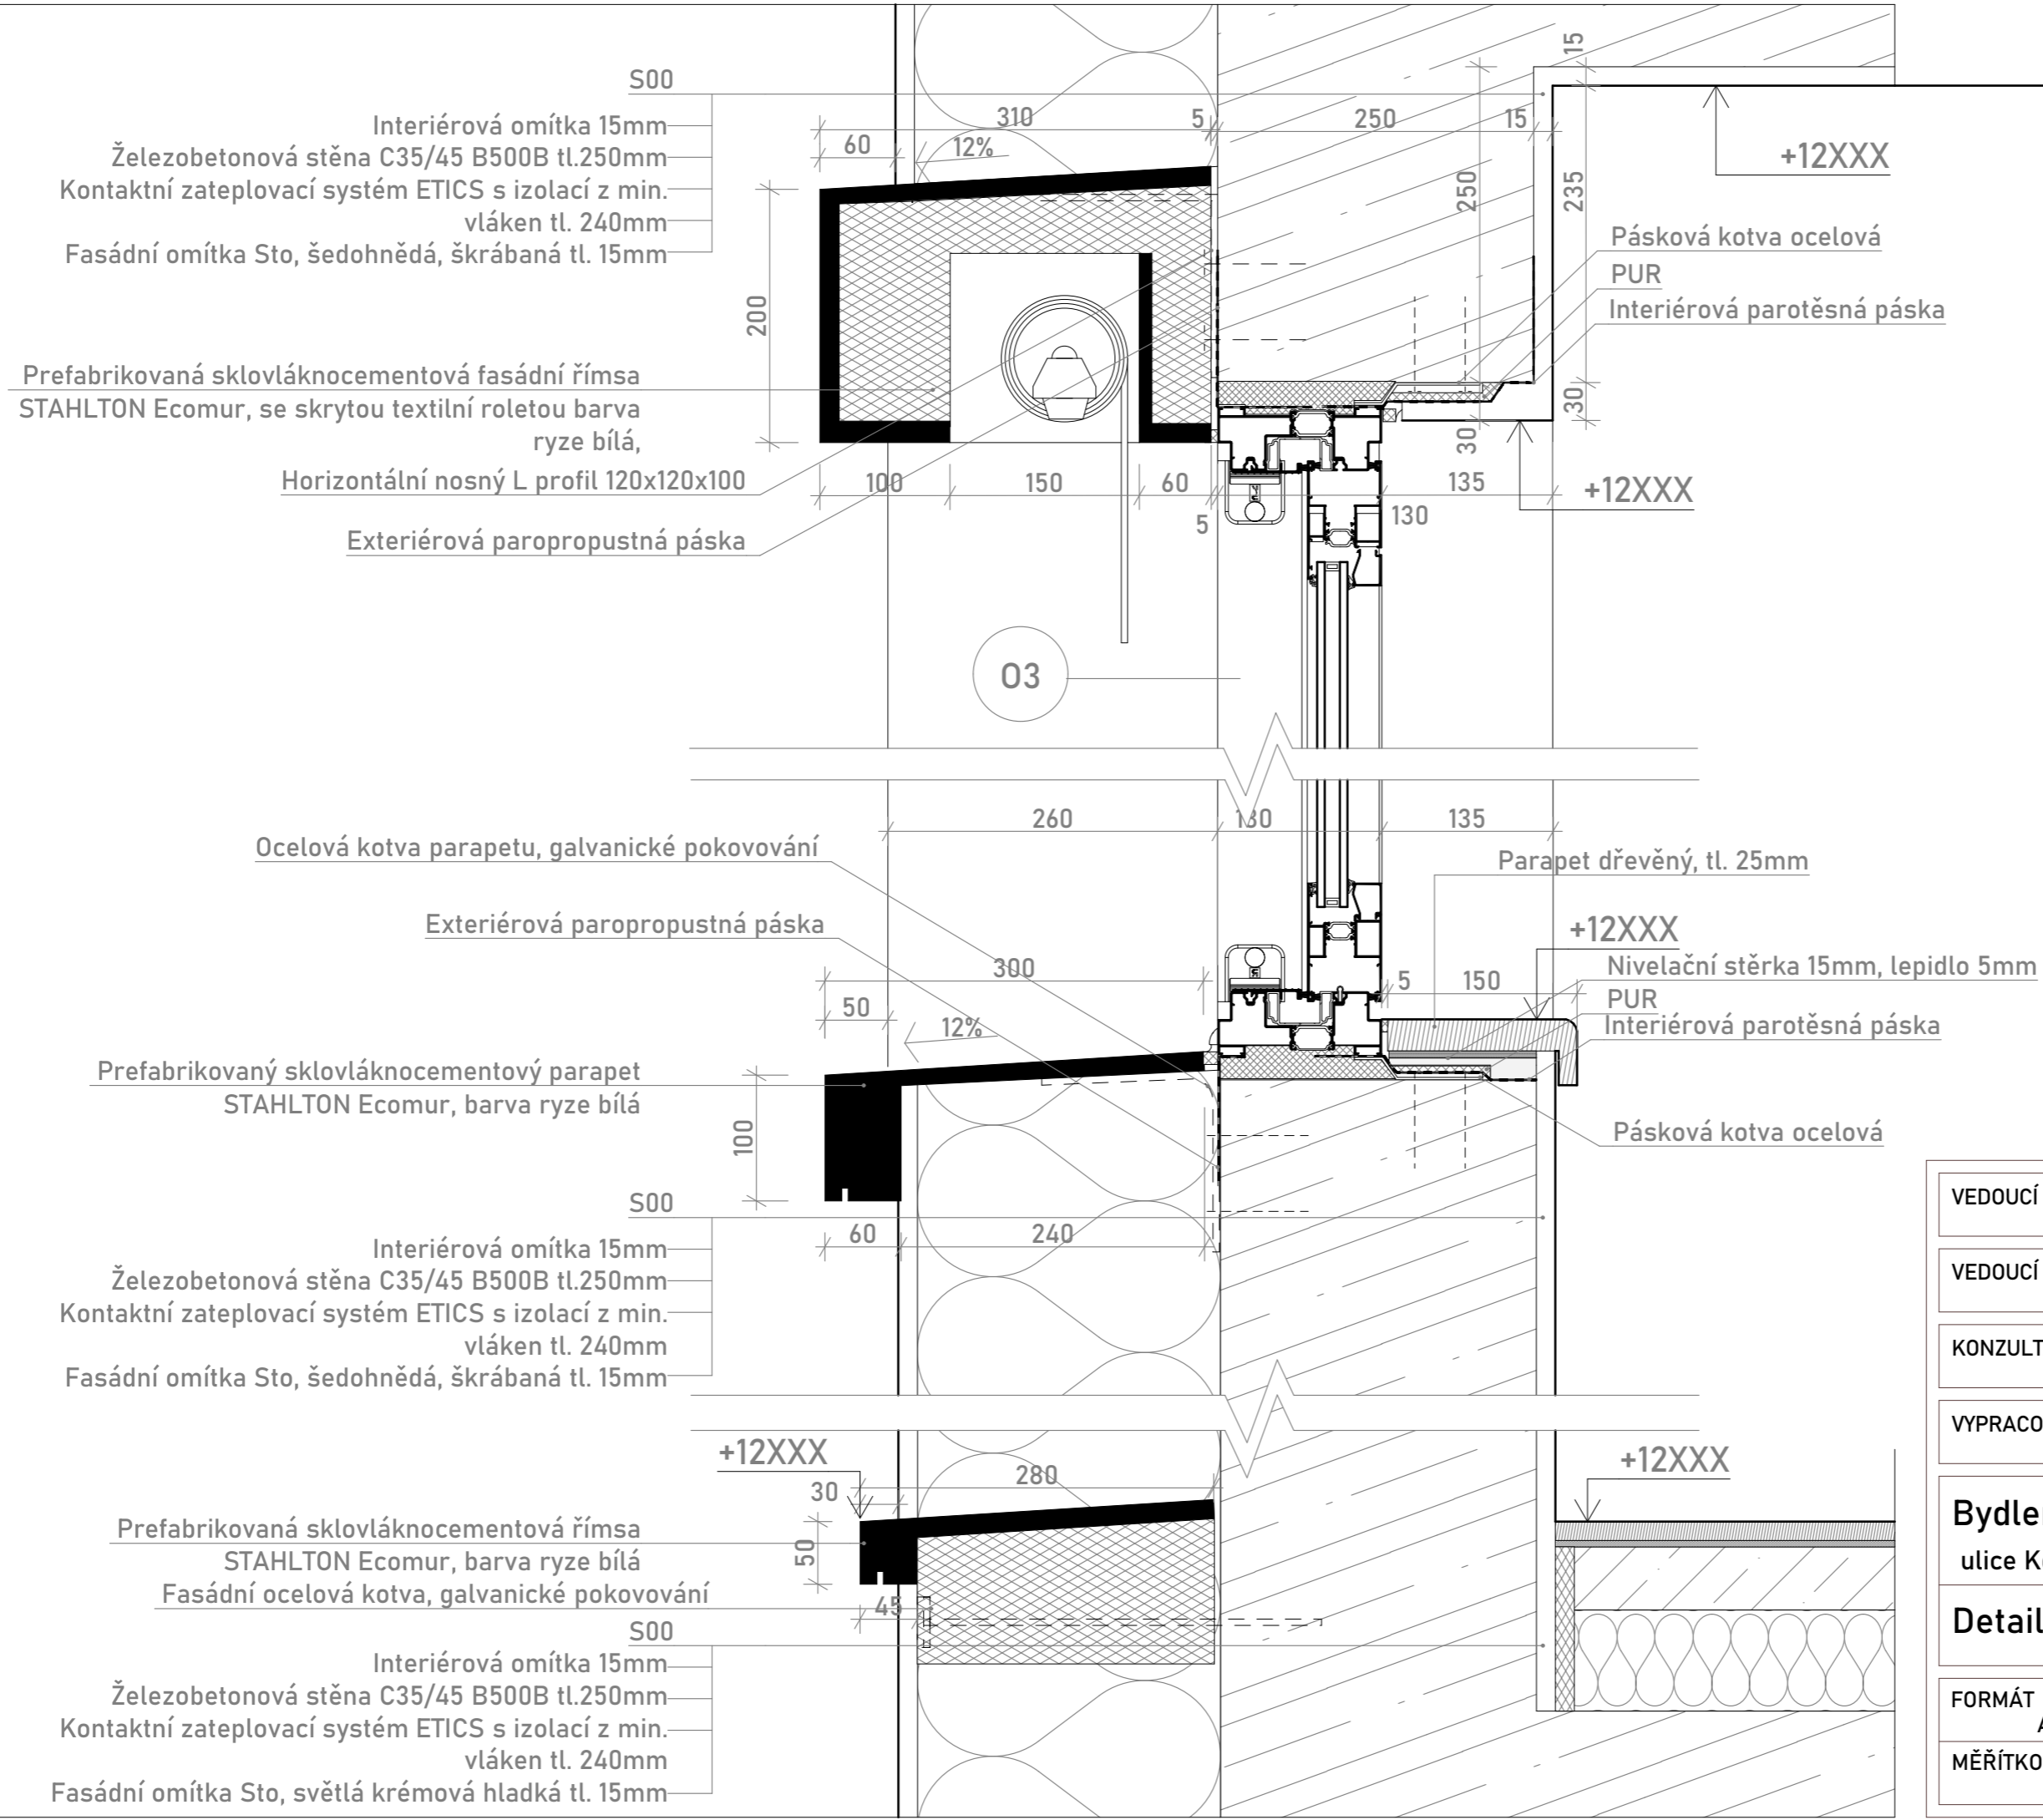 S00
Interiérová omítka 15mm
Železobetonová stěna C35/45 B500B tl.250mm
Kontaktní zateplovací systém ETICS s izolací z min.
vláken tl. 240mm
Fasádní omítka Sto, šedohnědá, škrábaná tl. 15mm
310
5
250
15
60
12%
15
250
235
+12XXX
200
Pásková kotva ocelová
PUR
Interiérová parotěsná páska
Prefabrikovaná sklovláknocementová fasádní římsa
STAHLTON Ecomur, se skrytou textilní roletou barva
ryze bílá,
Horizontální nosný L profil 120x120x100
Exteriérová paropropustná páska
30
30
100
150
60
5
135
130
+12XXX
O3
260
130
135
Ocelová kotva parapetu, galvanické pokovování
Exteriérová paropropustná páska
Parapet dřevěný, tl. 25mm
+12XXX
Nivelační stěrka 15mm, lepidlo 5mm
PUR
Interiérová parotěsná páska
300
50
12%
5
150
Prefabrikovaný sklovláknocementový parapet
STAHLTON Ecomur, barva ryze bílá
100
Pásková kotva ocelová
60
240
S00
Interiérová omítka 15mm
Železobetonová stěna C35/45 B500B tl.250mm
Kontaktní zateplovací systém ETICS s izolací z min.
vláken tl. 240mm
Fasádní omítka Sto, šedohnědá, škrábaná tl. 15mm
+12XXX
280
30
50
45
+12XXX
Prefabrikovaná sklovláknocementová římsa
STAHLTON Ecomur, barva ryze bílá
Fasádní ocelová kotva, galvanické pokovování
S00
Interiérová omítka 15mm
Železobetonová stěna C35/45 B500B tl.250mm
Kontaktní zateplovací systém ETICS s izolací z min.
vláken tl. 240mm
Fasádní omítka Sto, světlá krémová hladká tl. 15mm
VEDOUCÍ
VEDOUCÍ
KONZULT
VYPRACO
Bydle
ulice K
Detail
FORMÁT
MĚŘÍTKO